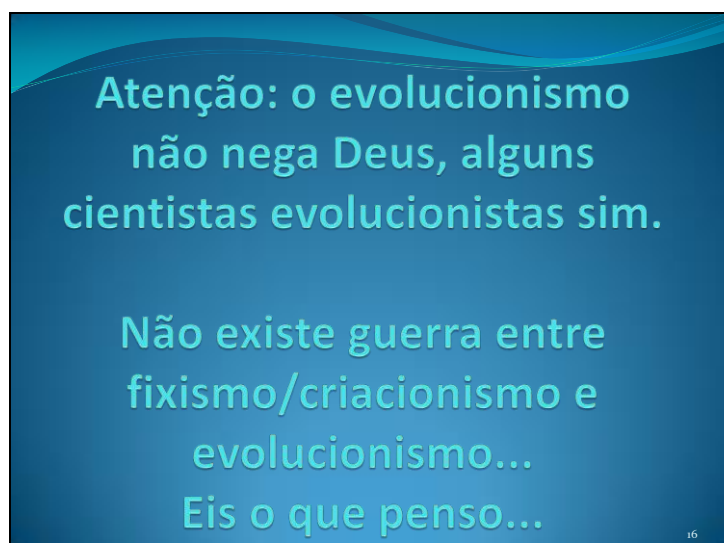 Atenção: o evolucionismo
não nega Deus, alguns
cientistas evolucionistas sim.
Não existe guerra entre
fixismo/criacionismo e
evolucionismo...
Eis o que penso...
16